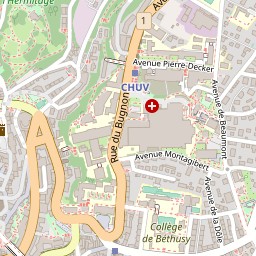 l'Hermitage
1
Ave
Avenue Pierre-Decker
CHUV
Rue du Bugnon
Avenue de Beaumont
Avenue Montagibert
Avenue de la Dôle
Collège
de Béthusy